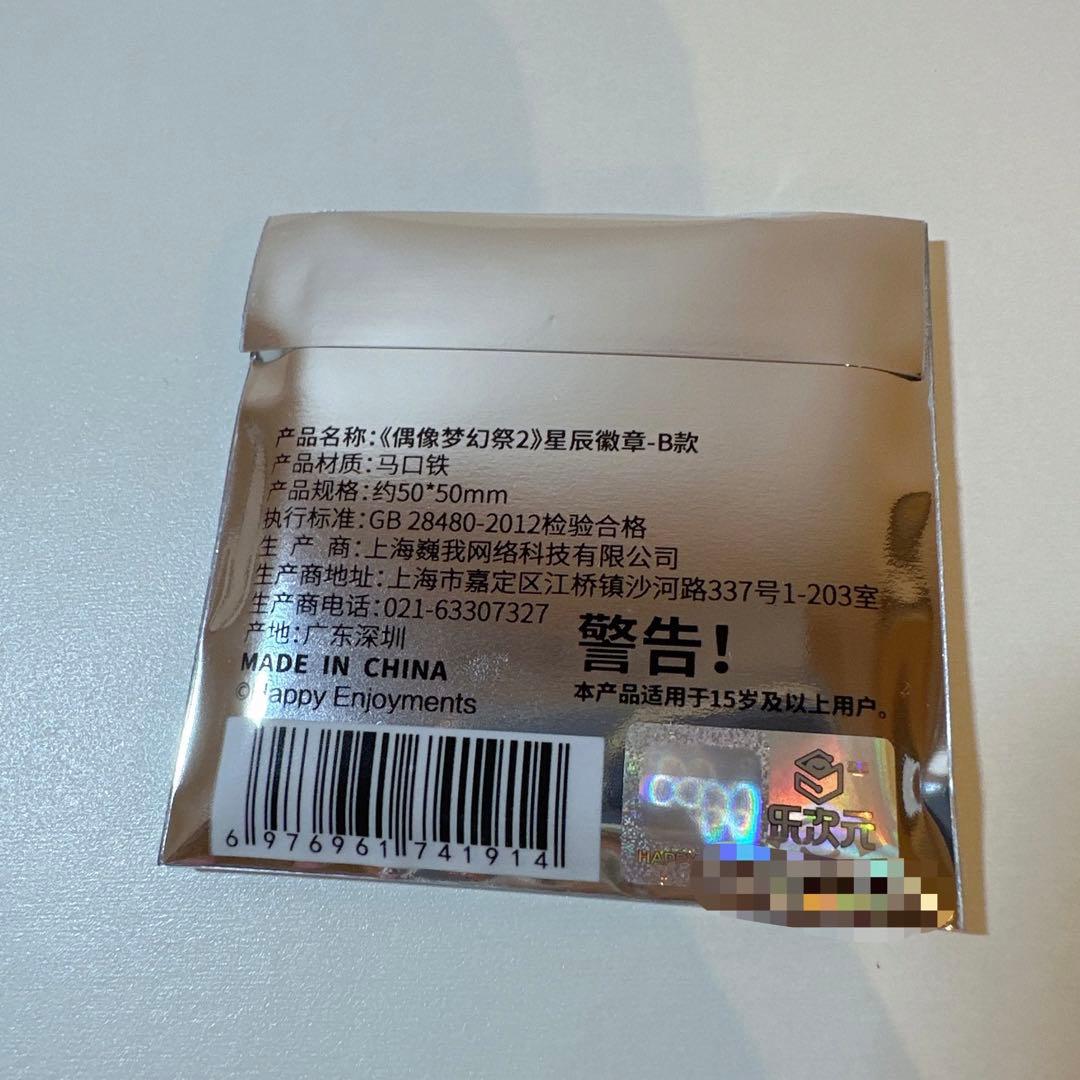 产品名称:《偶像梦幻祭2》星辰徽章-B款
产品材质:马口铁
产品规格:约50*50mm
执行标准:GB 28480-2012检验合格
生 产 商:上海巍我网络科技有限公司
生产商地址:上海市嘉定区江桥镇沙河路337号1-203室
生产商电话:021-63307327
产地:广东深圳
MADE IN CHINA
©Happy Enjoyments
警告!
本产品适用于15岁及以上用户。
6 976961 741914
乐次元
HAPPY